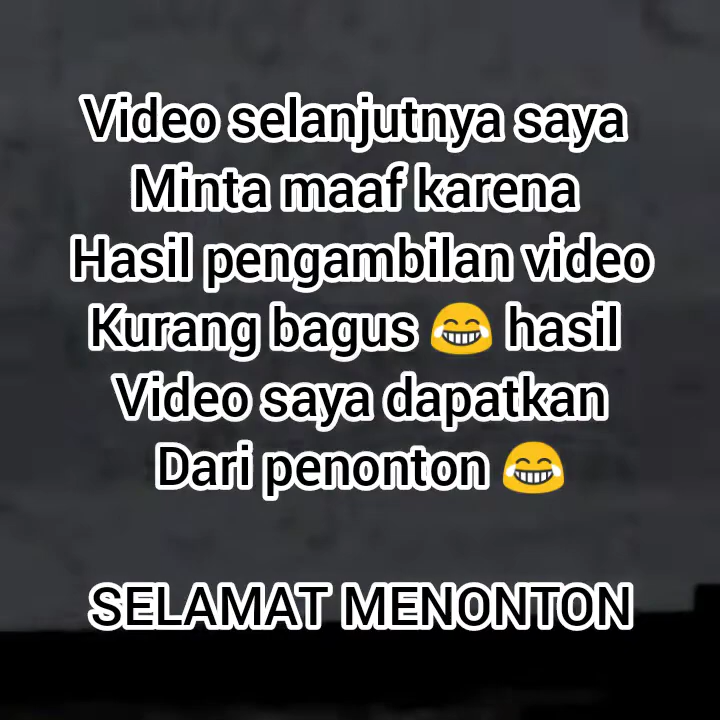 Video selanjutnya saya
Minta maaf karena
Hasil pengambilan video
Kurang bagus 😂 hasil
Video saya dapatkan
Dari penonton 😂
SELAMAT MENONTON